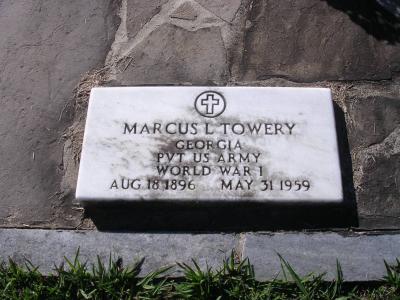 MARCUS L TOWERY
GEORGIA
PVT US ARMY
WORLD WAR I
AUG 18 1896 MAY 31 1959